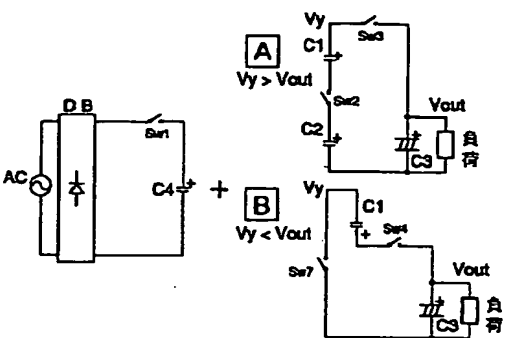 DB
Sw1
AC
C4
+
A
Vy > Vout
Vy
C1
Sw3
Sw2
C2
Vout
C3
負荷
B
Vy < Vout
Vy
C1
Sw4
Sw7
Vout
C3
負荷